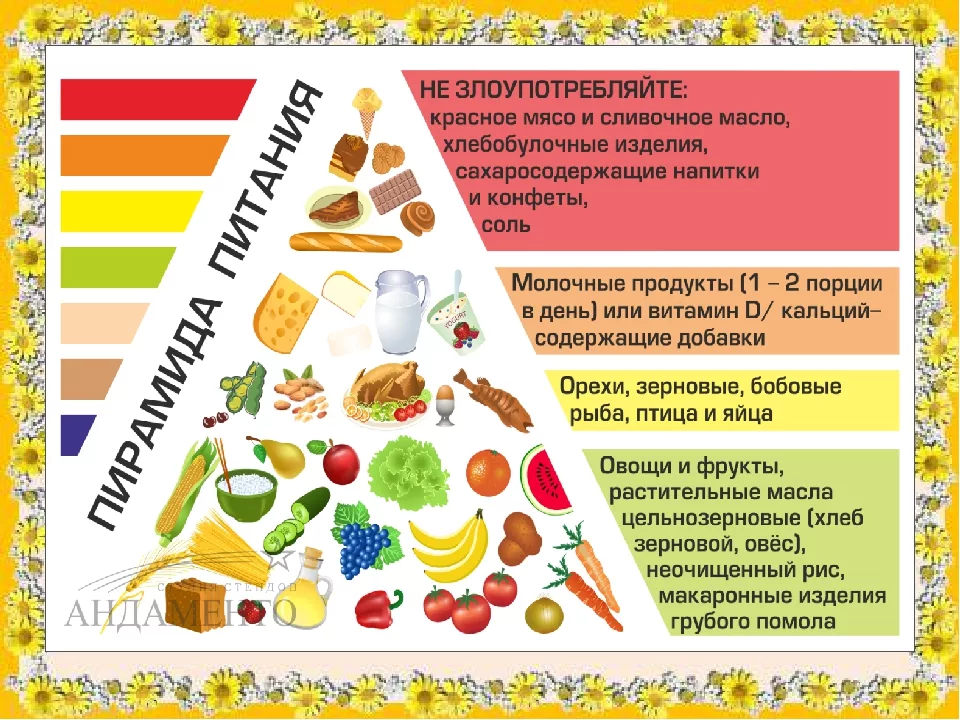 ПИРАМИДА ПИТАНИЯ
НЕ ЗЛОУПОТРЕБЛЯЙТЕ:
красное мясо и сливочное масло,
хлебобулочные изделия,
сахаросодержащие напитки
и конфеты,
соль
Молочные продукты (1 – 2 порции
в день) или витамин D/ кальций–
содержащие добавки
YOGURT
Орехи, зерновые, бобовые
рыба, птица и яйца
Овощи и фрукты,
растительные масла
цельнозерновые (хлеб
зерновой, овёс),
неочищенный рис,
макаронные изделия
грубого помола
СТЕНДОВ
АНДАМЕНТО